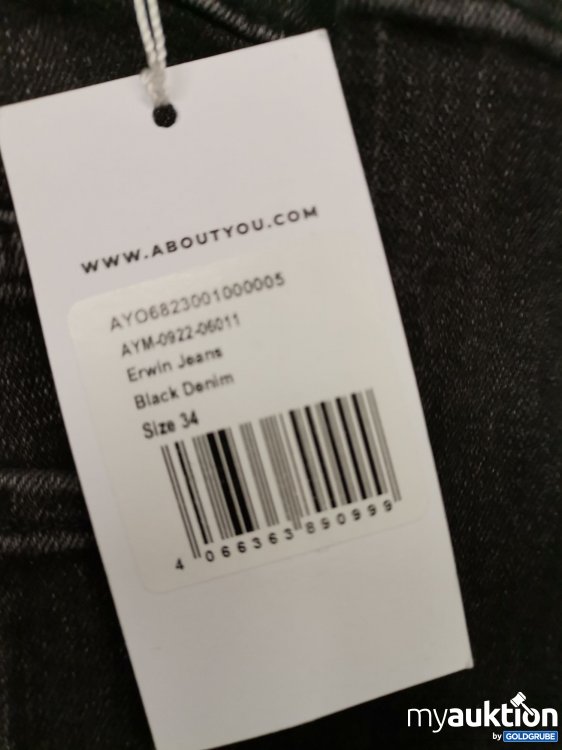 WWW.ABOUTYOU.COM
AYO6823001000005
AYM-0922-06011
Erwin Jeans
Black Denim
Size 34
4 066363 890999
myauktion
by GOLDGRUBE